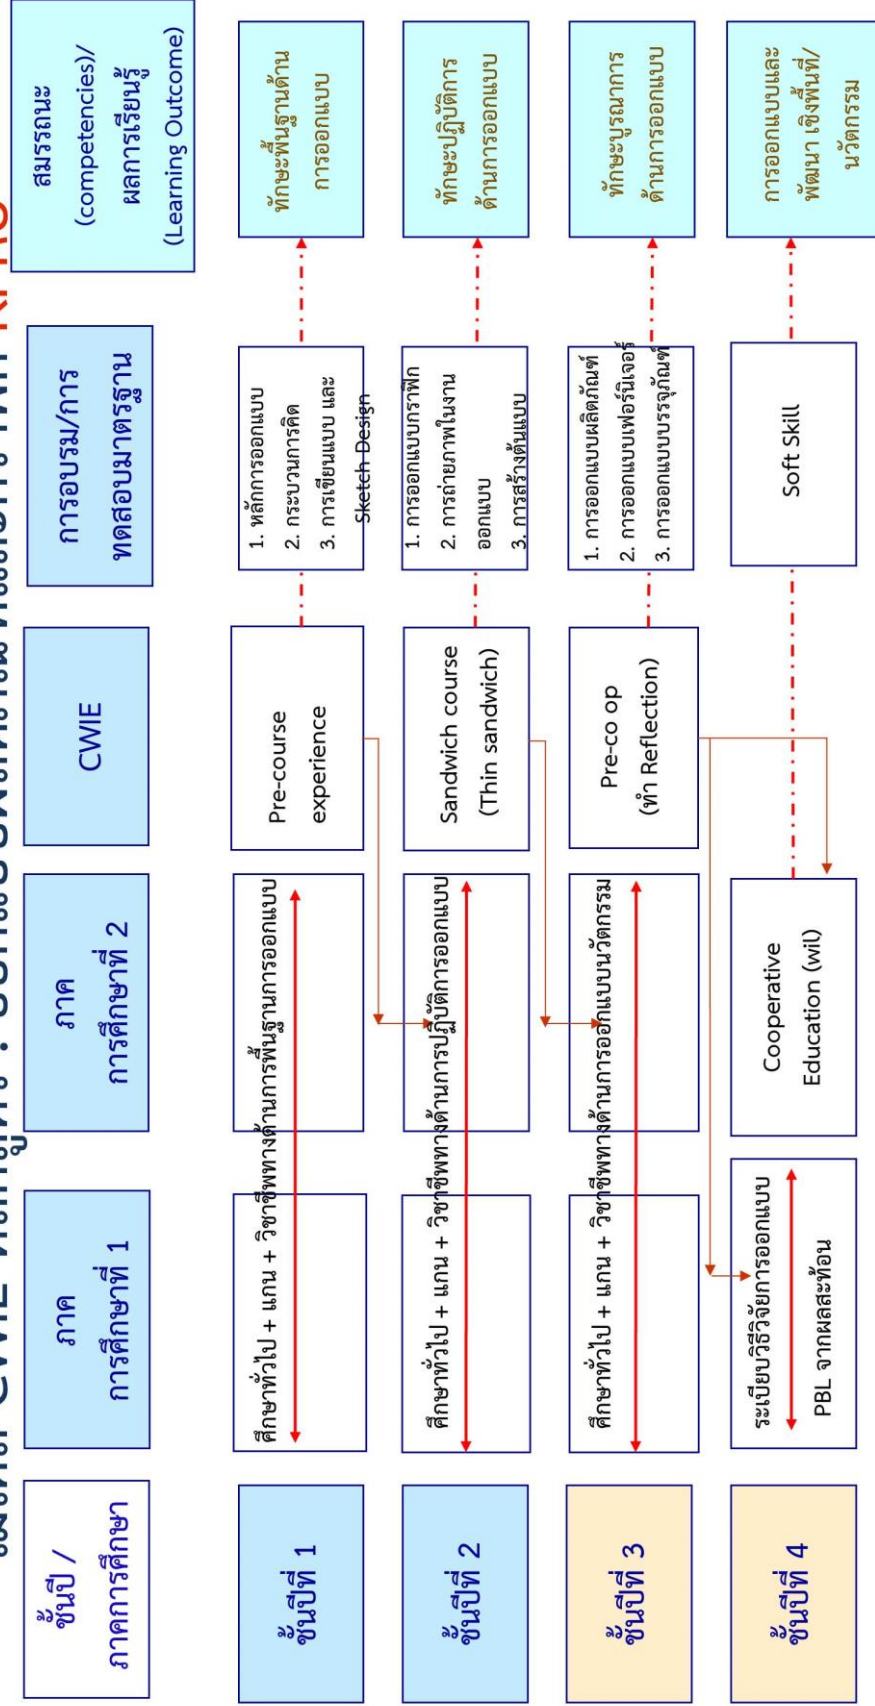 ชั้นปี /
ภาคการศึกษา
ภาค
การศึกษาที่ 1
ภาค
การศึกษาที่ 2
CWIE
การอบรม/การ
ทดสอบมาตรฐาน
สมรรถนะ
(competencies)/
ผลการเรียนรู้
(Learning Outcome)
ชั้นปีที่ 1
ศึกษาทั่วไป + แกน + วิชาชีพทางด้านการพื้นฐานการออกแบบ
Pre-course
experience
1. หลักการออกแบบ
2. กระบวนการคิด
3. การเขียนแบบ และ
Sketch Design
ทักษะพื้นฐานด้าน
การออกแบบ
ชั้นปีที่ 2
ศึกษาทั่วไป + แกน + วิชาชีพทางด้านการปฏิบัติการออกแบบ
Sandwich course
(Thin sandwich)
1. การออกแบบกราฟิก
2. การถ่ายภาพในงาน
ออกแบบ
3. การสร้างต้นแบบ
ทักษะปฏิบัติการ
ด้านการออกแบบ
ชั้นปีที่ 3
ศึกษาทั่วไป + แกน + วิชาชีพทางด้านการออกแบบนวัตกรรม
Pre-co op
(ทำ Reflection)
1. การออกแบบผลิตภัณฑ์
2. การออกแบบเฟอร์นิเจอร์
3. การออกแบบบรรจุภัณฑ์
ทักษะบูรณาการ
ด้านการออกแบบ
ชั้นปีที่ 4
ระเบียบวิธีวิจัยการออกแบบ
PBL จากผลสะท้อน
Cooperative
Education (wil)
Soft Skill
การออกแบบและ
พัฒนา เชิงพื้นที่/
นวัตกรรม